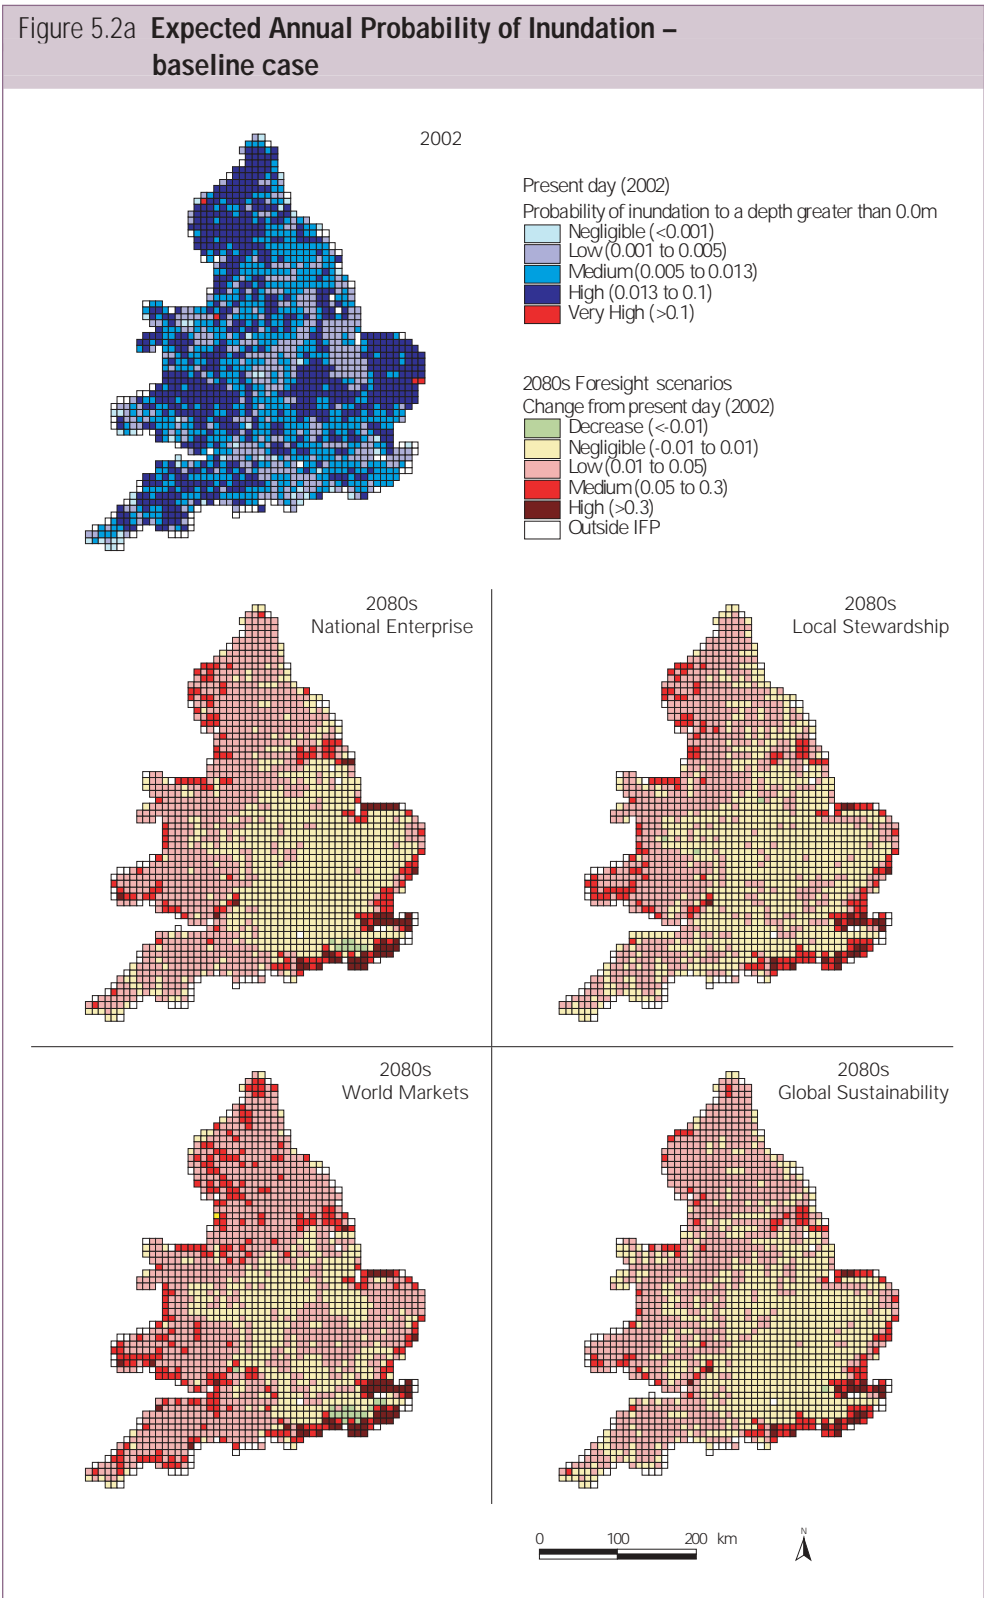 Figure 5.2a Expected Annual Probability of Inundation –
baseline case
2002
Present day (2002)
Probability of inundation to a depth greater than 0.0m
Negligible (<0.001)
Low (0.001 to 0.005)
Medium (0.005 to 0.013)
High (0.013 to 0.1)
Very High (>0.1)
2080s Foresight scenarios
Change from present day (2002)
Decrease (<-0.01)
Negligible (-0.01 to 0.01)
Low (0.01 to 0.05)
Medium (0.05 to 0.3)
High (>0.3)
Outside IFP
2080s
National Enterprise
2080s
Local Stewardship
2080s
World Markets
2080s
Global Sustainability
0 100 200 km
N